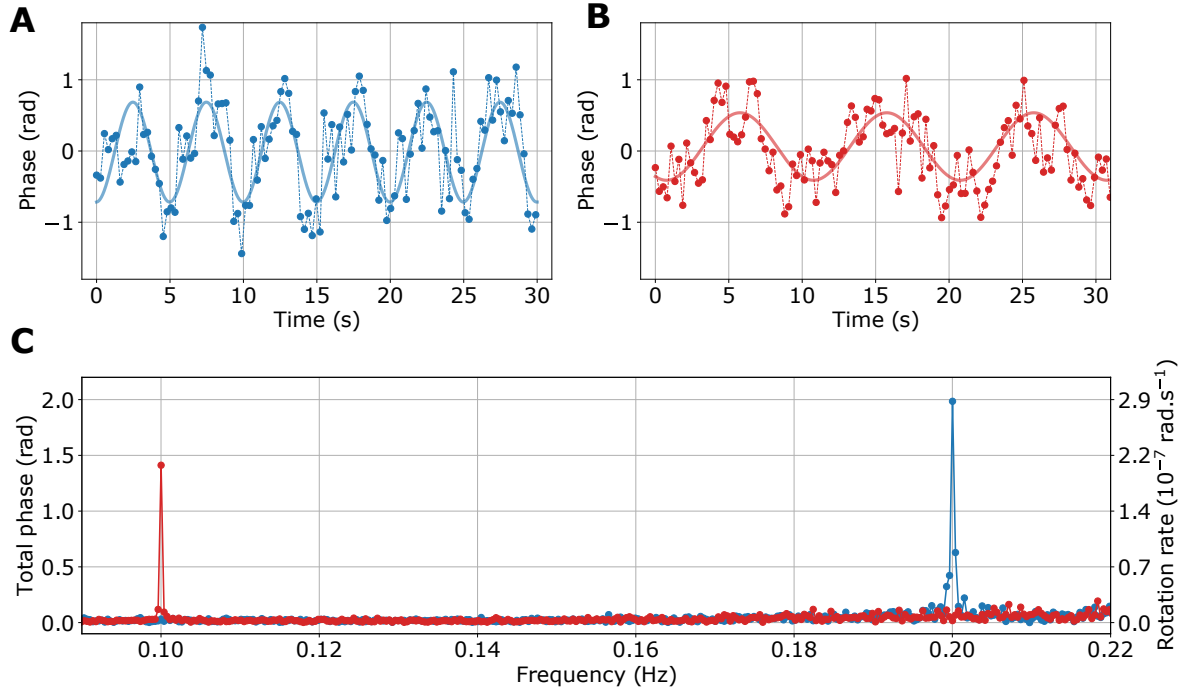 A
B
1
0
−1
Phase (rad)
0 5 10 15 20 25 30
Time (s)
1
0
−1
Phase (rad)
0 5 10 15 20 25 30
Time (s)
C
2.0
1.5
1.0
0.5
0.0
Total phase (rad)
2.9
2.2
1.4
0.7
0.0
Rotation rate (10⁻⁷ rad.s⁻¹)
0.10 0.12 0.14 0.16 0.18 0.20 0.22
Frequency (Hz)